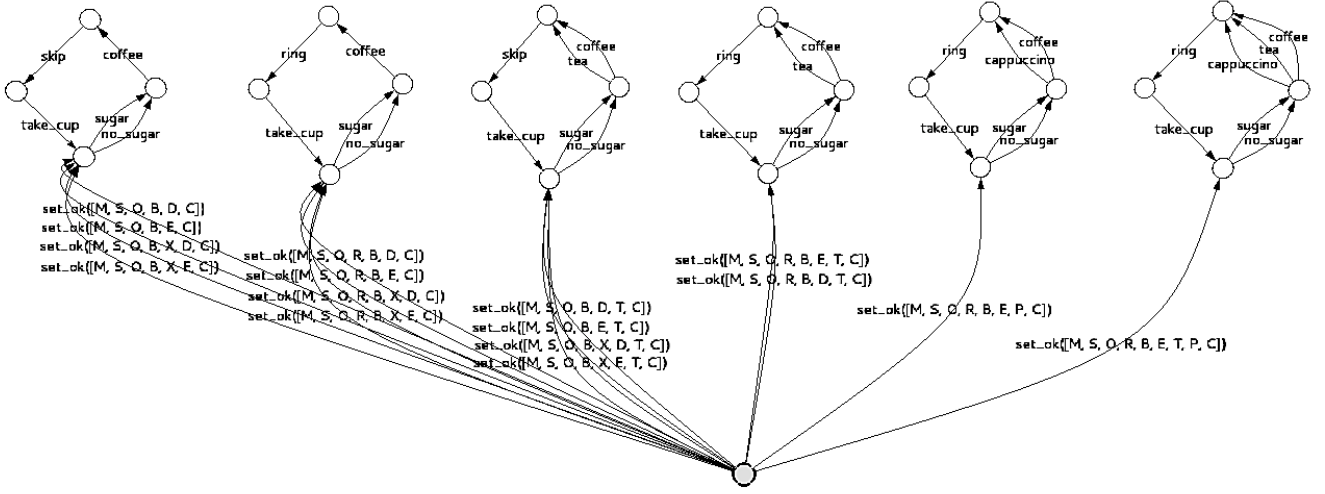 skip
coffee
take_cup
sugar
no_sugar
ring
coffee
take_cup
sugar
no_sugar
skip
coffee
tea
take_cup
sugar
no_sugar
ring
coffee
tea
take_cup
sugar
no_sugar
ring
coffee
cappuccino
take_cup
sugar
no_sugar
ring
coffee
tea
cappuccino
take_cup
sugar
no_sugar
set_ok([M, S, O, B, D, C])
set_ok([M, S, O, B, E, C])
set_ok([M, S, O, B, X, D, C])
set_ok([M, S, O, B, X, E, C])
set_ok([M, S, O, R, B, D, C])
set_ok([M, S, O, R, B, E, C])
set_ok([M, S, O, R, B, X, D, C])
set_ok([M, S, O, R, B, X, E, C])
set_ok([M, S, O, B, D, T, C])
set_ok([M, S, O, B, E, T, C])
set_ok([M, S, O, B, X, D, T, C])
set_ok([M, S, O, B, X, E, T, C])
set_ok([M, S, O, R, B, E, T, C])
set_ok([M, S, O, R, B, D, T, C])
set_ok([M, S, O, R, B, E, P, C])
set_ok([M, S, O, R, B, E, T, P, C])